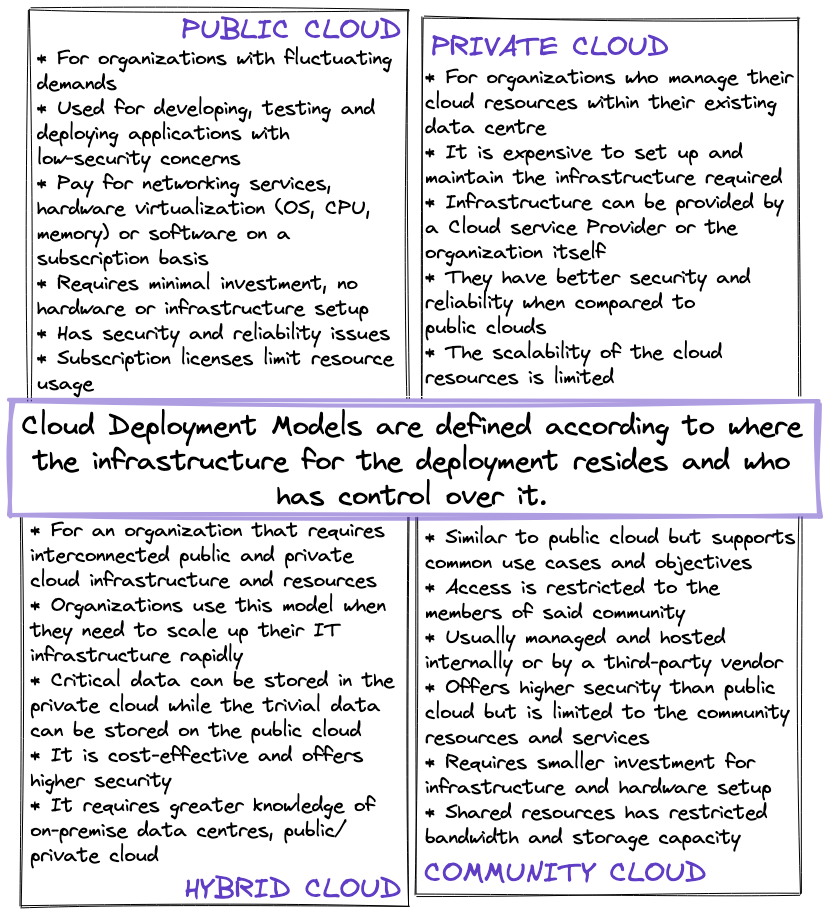 PUBLIC CLOUD
* For organizations with fluctuating
demands
* Used for developing, testing and
deploying applications with
low-security concerns
* Pay for networking services,
hardware virtualization (OS, CPU,
memory) or software on a
subscription basis
* Requires minimal investment, no
hardware or infrastructure setup
* Has security and reliability issues
* Subscription licenses limit resource
usage
PRIVATE CLOUD
* For organizations who manage their
cloud resources within their existing
data centre
* It is expensive to set up and
maintain the infrastructure required
* Infrastructure can be provided by
a Cloud service Provider or the
organization itself
* They have better security and
reliability when compared to
public clouds
* The scalability of the cloud
resources is limited
Cloud Deployment Models are defined according to where
the infrastructure for the deployment resides and who
has control over it.
* For an organization that requires
interconnected public and private
cloud infrastructure and resources
* Organizations use this model when
they need to scale up their IT
infrastructure rapidly
* Critical data can be stored in the
private cloud while the trivial data
can be stored on the public cloud
* It is cost-effective and offers
higher security
* It requires greater knowledge of
on-premise data centres, public/
private cloud
HYBRID CLOUD
* Similar to public cloud but supports
common use cases and objectives
* Access is restricted to the
members of said community
* Usually managed and hosted
internally or by a third-party vendor
* Offers higher security than public
cloud but is limited to the community
resources and services
* Requires smaller investment for
infrastructure and hardware setup
* Shared resources has restricted
bandwidth and storage capacity
COMMUNITY CLOUD